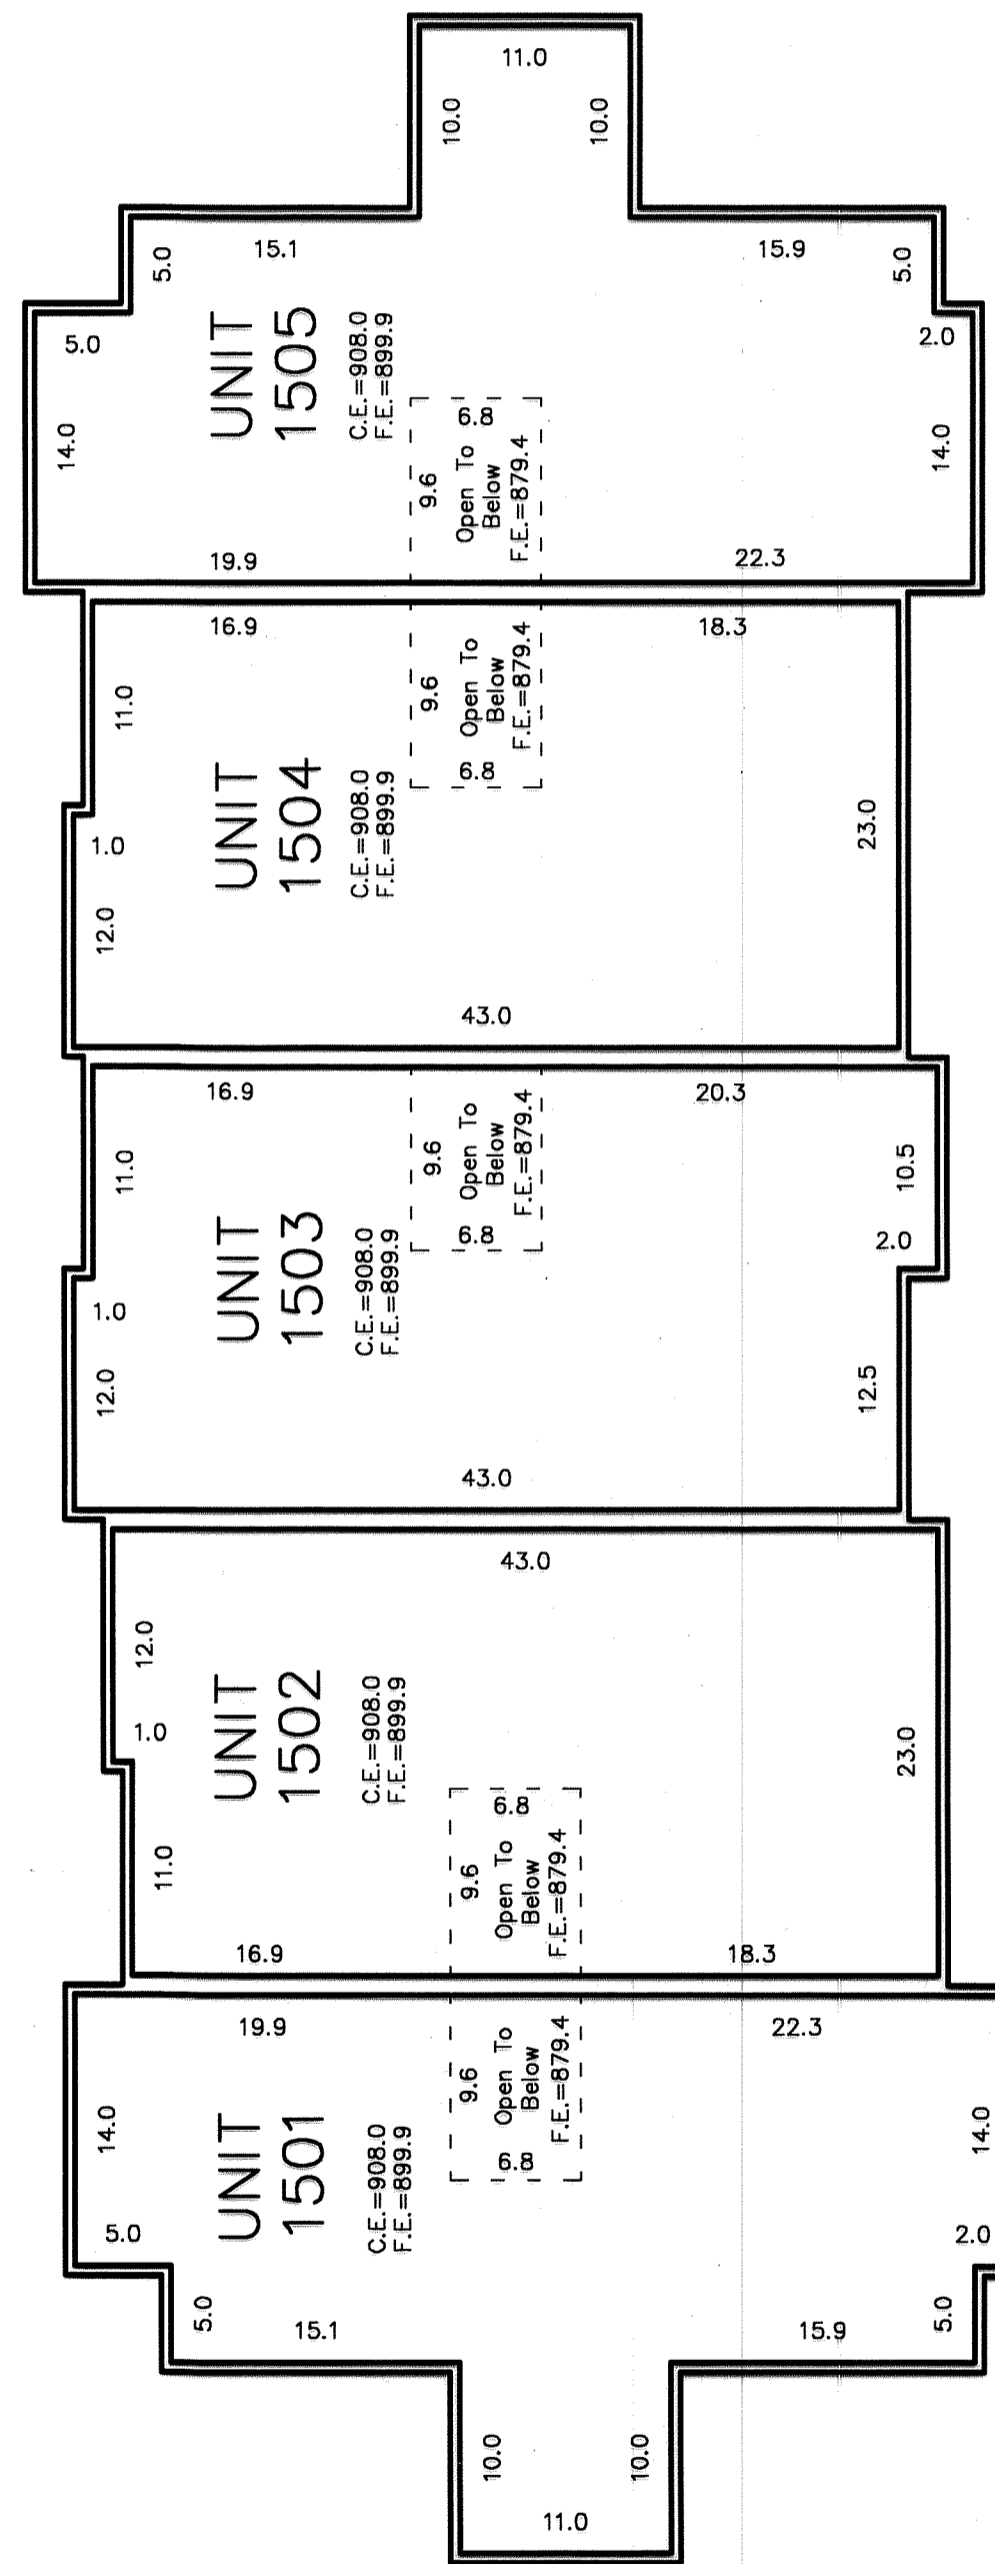 11.0
10.0
10.0
15.1
15.9
5.0
5.0
5.0
2.0
UNIT
1505
C.E.=908.0
F.E.=899.9
14.0
14.0
9.6
6.8
Open To
Below
F.E.=879.4
19.9
22.3
16.9
18.3
11.0
9.6
Open To
Below
F.E.=879.4
6.8
UNIT
1504
C.E.=908.0
F.E.=899.9
1.0
12.0
23.0
43.0
16.9
20.3
11.0
9.6
Open To
Below
F.E.=879.4
6.8
10.5
2.0
UNIT
1503
C.E.=908.0
F.E.=899.9
1.0
12.0
12.5
43.0
43.0
12.0
1.0
UNIT
1502
C.E.=908.0
F.E.=899.9
23.0
11.0
6.8
9.6
Open To
Below
F.E.=879.4
16.9
18.3
19.9
22.3
14.0
9.6
Open To
Below
F.E.=879.4
6.8
14.0
UNIT
1501
C.E.=908.0
F.E.=899.9
5.0
2.0
5.0
5.0
15.1
15.9
10.0
10.0
11.0